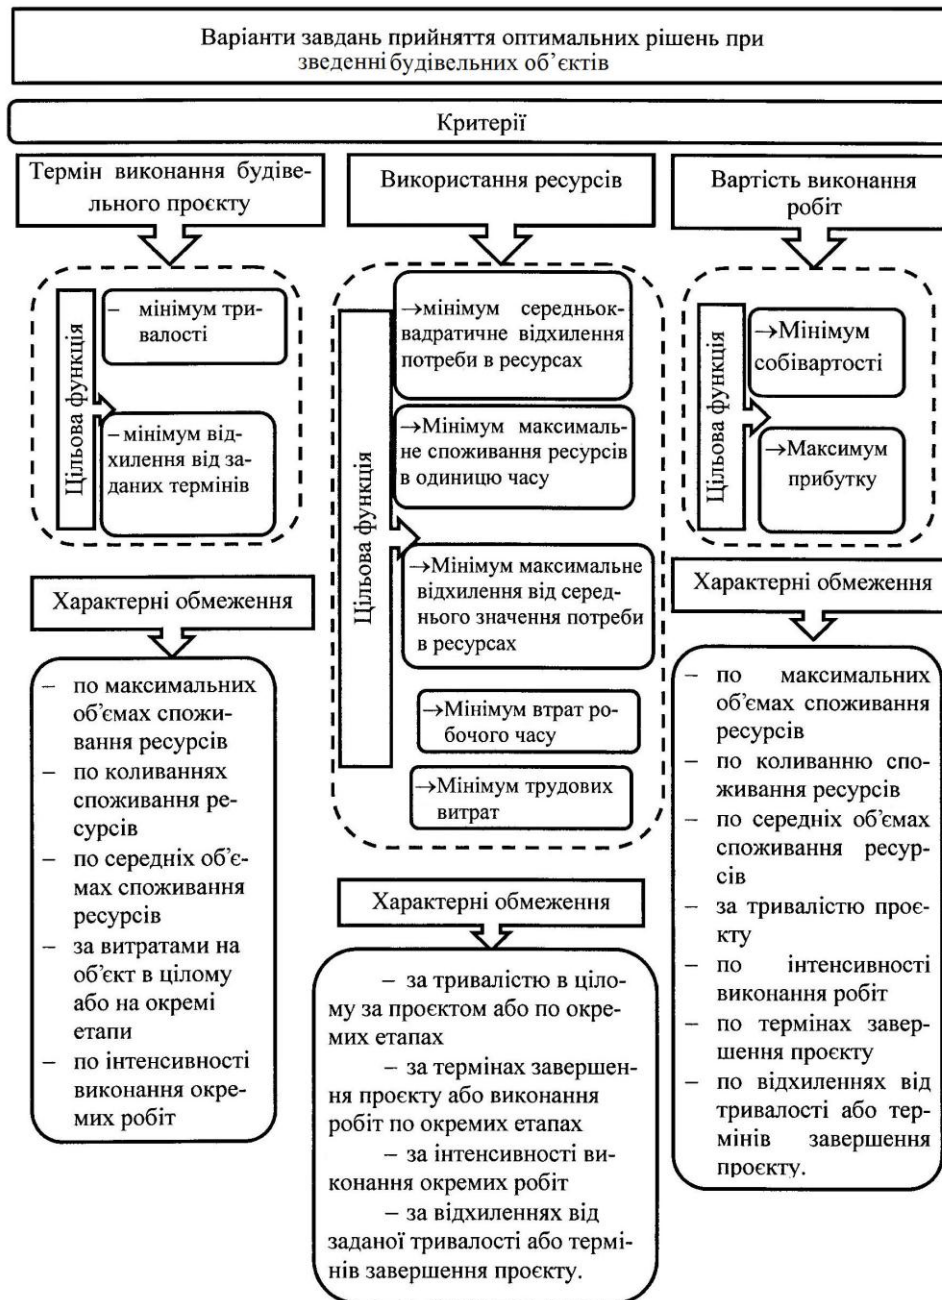 Варіанти завдань прийняття оптимальних рішень при
зведенні будівельних об’єктів
Критерії
Термін виконання будіве-
льного проєкту
Цільова функція
– мінімум три-
валості
– мінімум від-
хилення від за-
даних термінів
Характерні обмеження
– по максимальних
об’ємах спожи-
вання ресурсів
– по коливаннях
споживання ре-
сурсів
– по середніх об’є-
мах споживання
ресурсів
– за витратами на
об’єкт в цілому
або на окремі
етапи
– по інтенсивності
виконання окре-
мих робіт
Використання ресурсів
Цільова функція
→мінімум середньок-
вадратичне відхилення
потреби в ресурсах
→Мінімум максималь-
не споживання ресурсів
в одиницю часу
→Мінімум максимальне
відхилення від серед-
нього значення потреби
в ресурсах
→Мінімум втрат ро-
бочого часу
→Мінімум трудових
витрат
Характерні обмеження
– за тривалістю в ціло-
му за проєктом або по окре-
мих етапах
– за термінах завершен-
ня проєкту або виконання
робіт по окремих етапах
– за інтенсивності ви-
конання окремих робіт
– за відхиленнях від
заданої тривалості або термі-
нів завершення проєкту.
Вартість виконання
робіт
Цільова функція
→Мінімум
собівартості
→Максимум
прибутку
Характерні обмеження
– по максимальних
об’ємах споживання
ресурсів
– по коливанню спо-
живання ресурсів
– по середніх об’ємах
споживання ресур-
сів
– за тривалістю проє-
кту
– по інтенсивності
виконання робіт
– по термінах завер-
шення проєкту
– по відхиленнях від
тривалості або тер-
мінів завершення
проєкту.